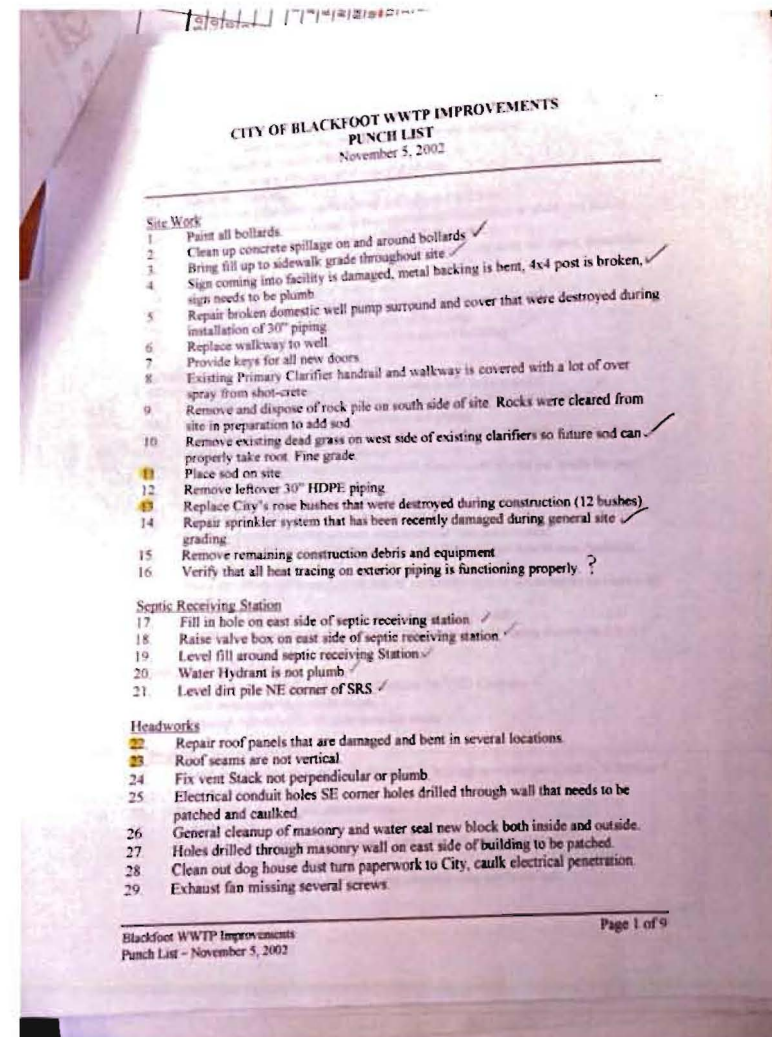 CITY OF BLACKFOOT WWTP IMPROVEMENTS
PUNCH LIST
November 5, 2002
Site Work
1. Paint all bollards.
2. Clean up concrete spillage on and around bollards ✓
3. Bring fill up to sidewalk grade throughout site ✓
4. Sign coming into facility is damaged, metal backing is bent, 4x4 post is broken, ✓
sign needs to be plumb
5. Repair broken domestic well pump surround and cover that were destroyed during
installation of 30" piping
6. Replace walkway to well
7. Provide keys for all new doors
8. Existing Primary Clarifier handrail and walkway is covered with a lot of over
spray from shot-crete
9. Remove and dispose of rock pile on south side of site. Rocks were cleared from
site in preparation to add sod
10. Remove existing dead grass on west side of existing clarifiers so future sod can ✓
properly take root. Fine grade.
11. Place sod on site
12. Remove leftover 30" HDPE piping
13. Replace City's rose bushes that were destroyed during construction (12 bushes)
14. Repair sprinkler system that has been recently damaged during general site ✓
grading.
15. Remove remaining construction debris and equipment
16. Verify that all heat tracing on exterior piping is functioning properly. ?
Septic Receiving Station
17. Fill in hole on east side of septic receiving station ✓
18. Raise valve box on east side of septic receiving station ✓
19. Level fill around septic receiving Station ✓
20. Water Hydrant is not plumb ✓
21. Level dirt pile NE corner of SRS ✓
Headworks
22. Repair roof panels that are damaged and bent in several locations.
23. Roof seams are not vertical
24. Fix vent Stack not perpendicular or plumb
25. Electrical conduit holes SE corner holes drilled through wall that needs to be
patched and caulked
26. General cleanup of masonry and water seal new block both inside and outside.
27. Holes drilled through masonry wall on east side of building to be patched.
28. Clean out dog house dust turn paperwork to City, caulk electrical penetration.
29. Exhaust fan missing several screws.
Blackfoot WWTP Improvements Page 1 of 9
Punch List – November 5, 2002